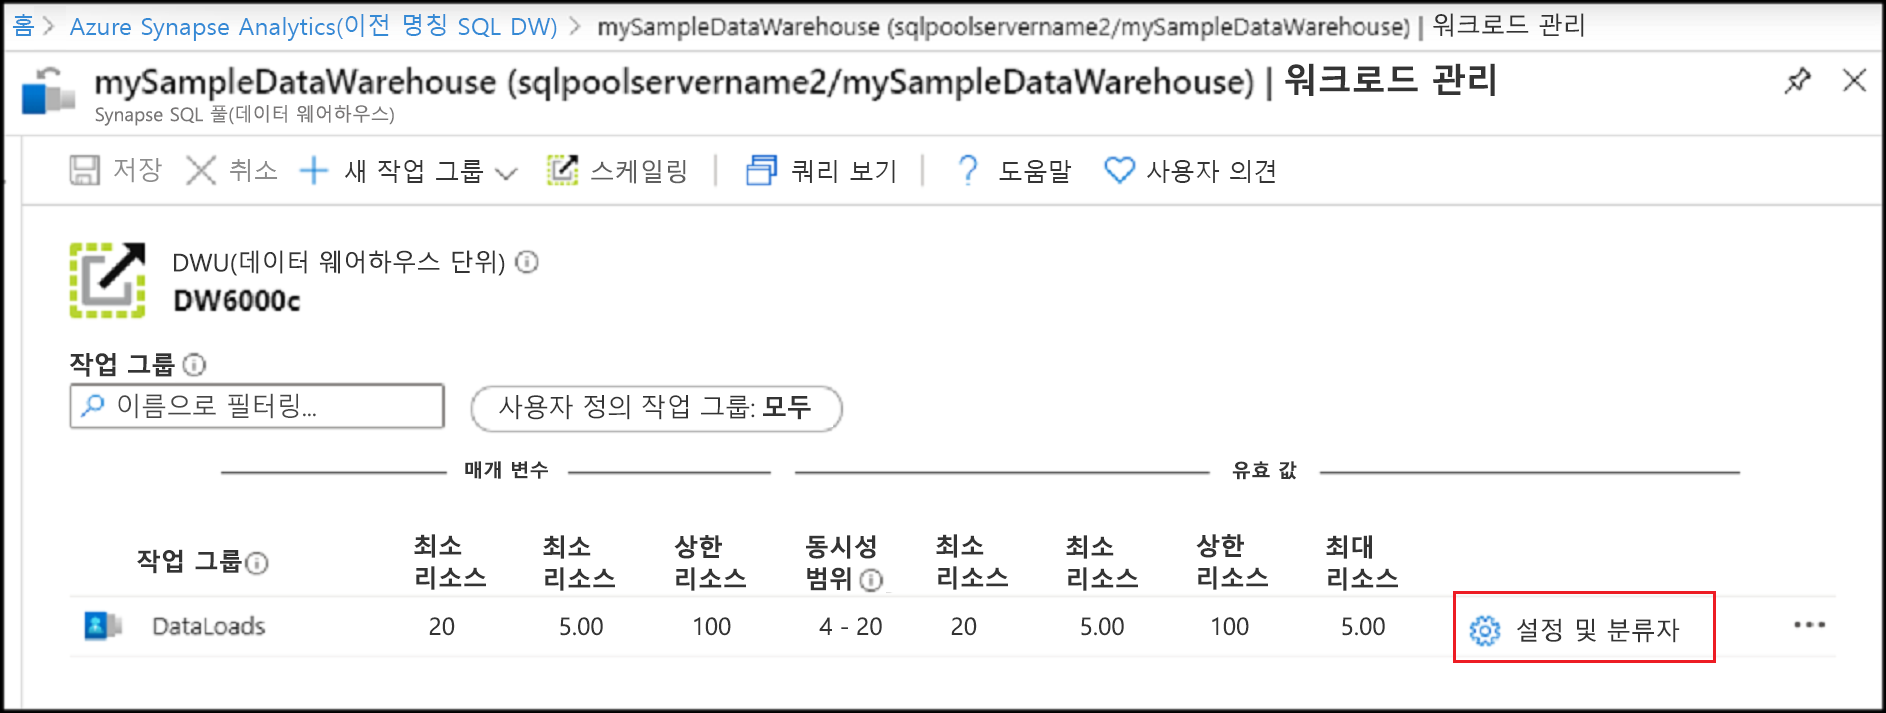 홈 > Azure Synapse Analytics(이전 명칭 SQL DW) > mySampleDataWarehouse (sqlpoolservername2/mySampleDataWarehouse) | 워크로드 관리
mySampleDataWarehouse (sqlpoolservername2/mySampleDataWarehouse) | 워크로드 관리
Synapse SQL 풀(데이터 웨어하우스)
저장 취소 새 작업 그룹 스케일링 쿼리 보기 도움말 사용자 의견
DWU(데이터 웨어하우스 단위)
DW6000c
작업 그룹
이름으로 필터링...
사용자 정의 작업 그룹: 모두
매개 변수 유효 값
최소 최소 상한 동시성 최소 최소 상한 최대
작업 그룹
리소스 리소스 리소스 범위 리소스 리소스 리소스 리소스
DataLoads 20 5.00 100 4 - 20 20 5.00 100 5.00 설정 및 분류자